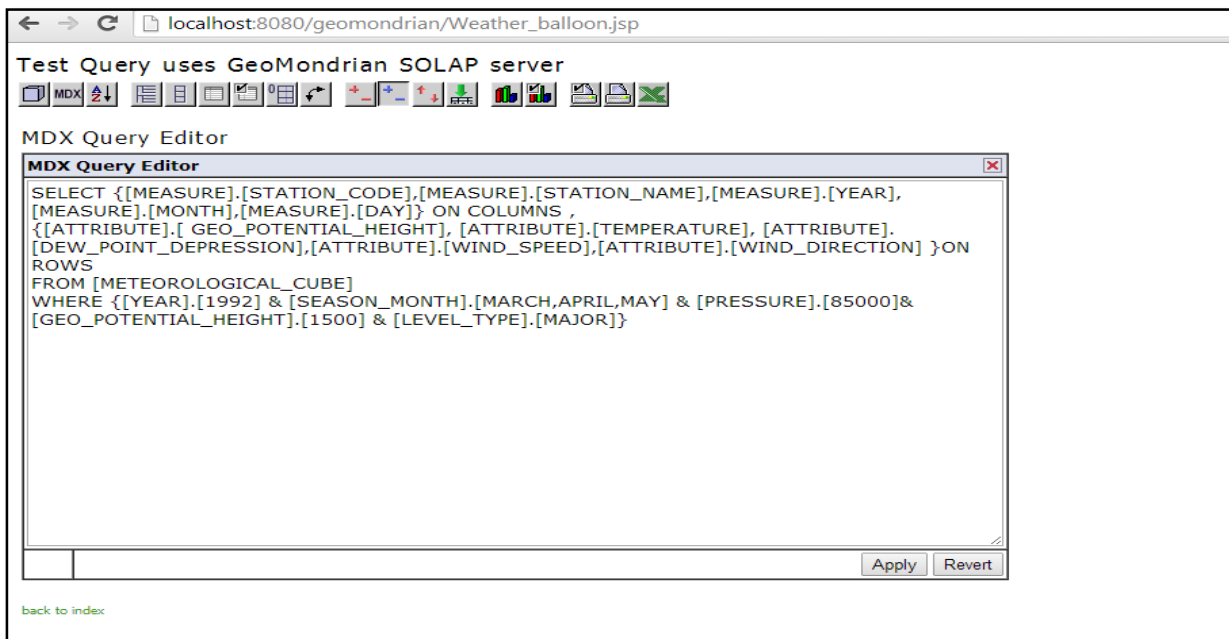 localhost:8080/geomondrian/Weather_balloon.jsp
Test Query uses GeoMondrian SOLAP server
MDX
MDX Query Editor
MDX Query Editor
SELECT {[MEASURE].[STATION_CODE],[MEASURE].[STATION_NAME],[MEASURE].[YEAR],
[MEASURE].[MONTH],[MEASURE].[DAY]} ON COLUMNS ,
{[ATTRIBUTE].[ GEO_POTENTIAL_HEIGHT], [ATTRIBUTE].[TEMPERATURE], [ATTRIBUTE].
[DEW_POINT_DEPRESSION],[ATTRIBUTE].[WIND_SPEED],[ATTRIBUTE].[WIND_DIRECTION] }ON
ROWS
FROM [METEOROLOGICAL_CUBE]
WHERE {[YEAR].[1992] & [SEASON_MONTH].[MARCH,APRIL,MAY] & [PRESSURE].[85000]&
[GEO_POTENTIAL_HEIGHT].[1500] & [LEVEL_TYPE].[MAJOR]}
Apply Revert
back to index